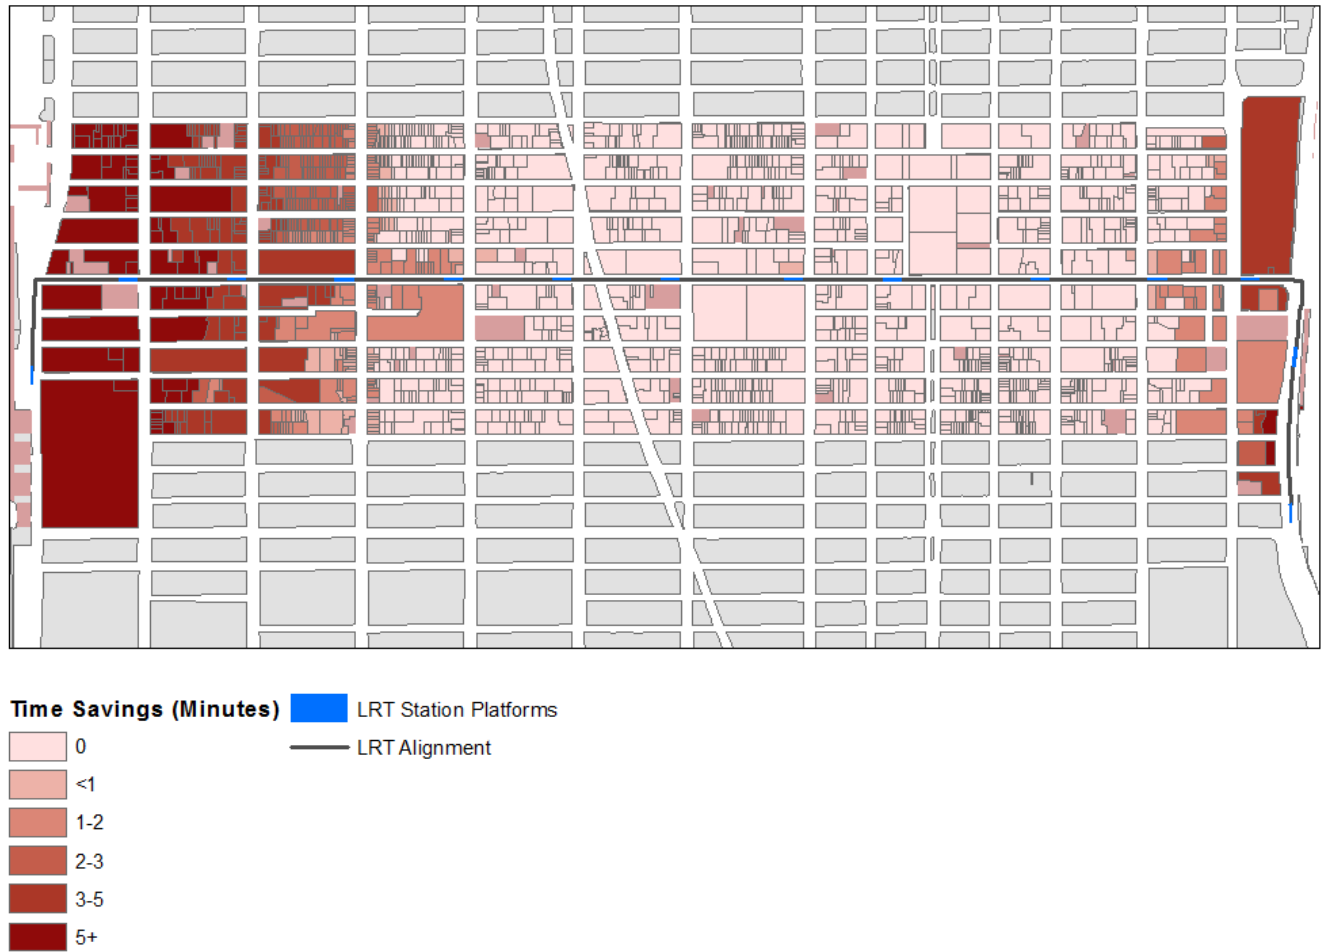 Time Savings (Minutes)
LRT Station Platforms
0
LRT Alignment
<1
1-2
2-3
3-5
5+